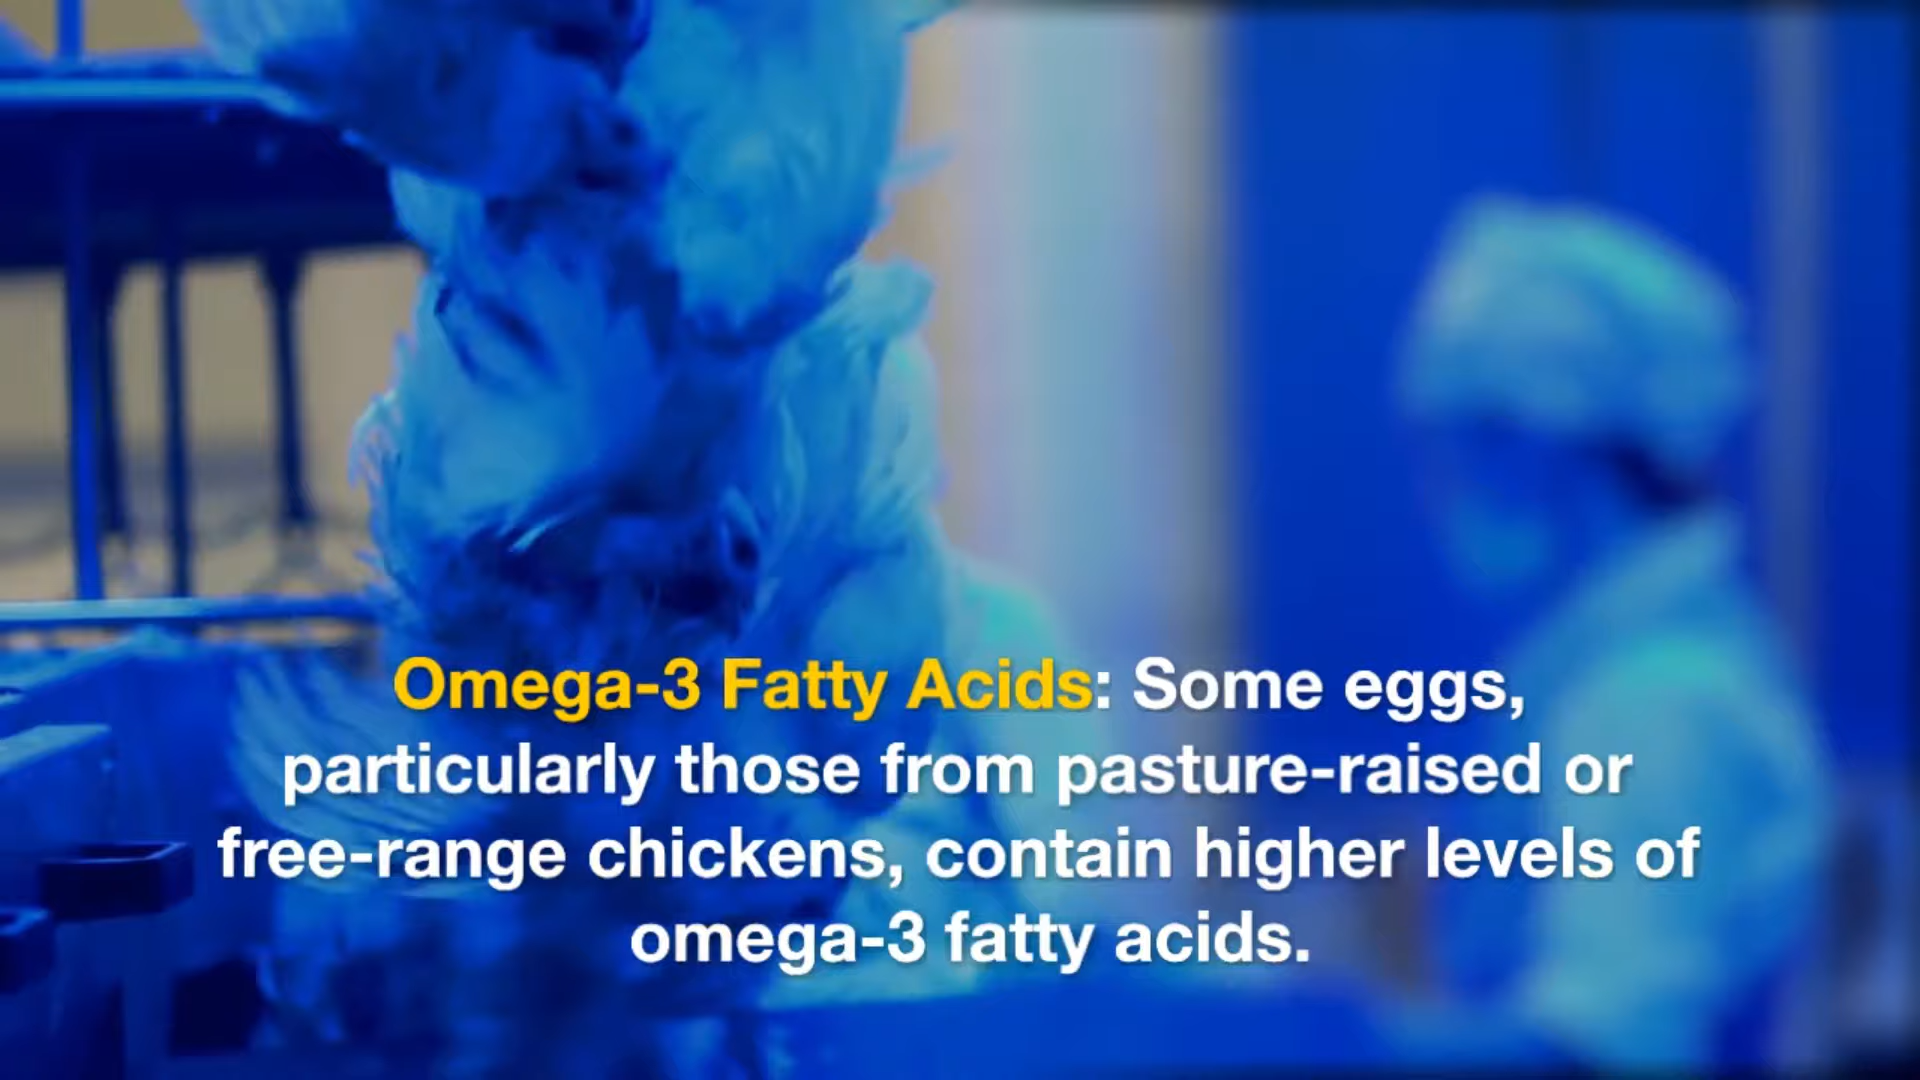 Omega-3 Fatty Acids: Some eggs,
particularly those from pasture-raised or
free-range chickens, contain higher levels of
omega-3 fatty acids.